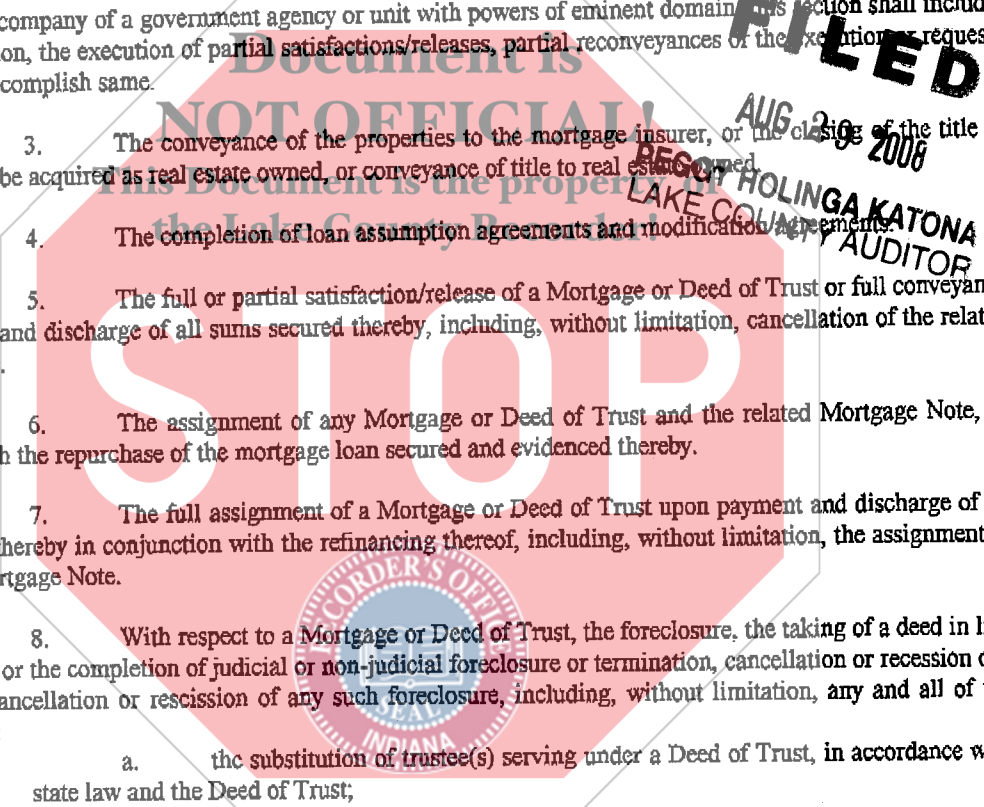 company of a government agency or unit with powers of eminent domain. This section shall includ
on, the execution of partial satisfactions/releases, partial reconveyances or the execution or reques
complish same.
FILED
AUG 29 2008
PEGGY HOLINGA KATONA
LAKE COUNTY AUDITOR
Document is
NOT OFFICIAL!
This Document is the property of
the Lake County Recorder!
3. The conveyance of the properties to the mortgage insurer, or the closing of the title
be acquired as real estate owned, or conveyance of title to real estate owned.
4. The completion of loan assumption agreements and modification agreements.
5. The full or partial satisfaction/release of a Mortgage or Deed of Trust or full conveyan
and discharge of all sums secured thereby, including, without limitation, cancellation of the relat
.
STOP
6. The assignment of any Mortgage or Deed of Trust and the related Mortgage Note,
h the repurchase of the mortgage loan secured and evidenced thereby.
7. The full assignment of a Mortgage or Deed of Trust upon payment and discharge of
hereby in conjunction with the refinancing thereof, including, without limitation, the assignment
rtgage Note.
RECORDER'S OFFICE
SEAL
INDIANA
8. With respect to a Mortgage or Deed of Trust, the foreclosure, the taking of a deed in li
or the completion of judicial or non-judicial foreclosure or termination, cancellation or recession o
ancellation or rescission of any such foreclosure, including, without limitation, any and all of
a. the substitution of trustee(s) serving under a Deed of Trust, in accordance w
state law and the Deed of Trust;